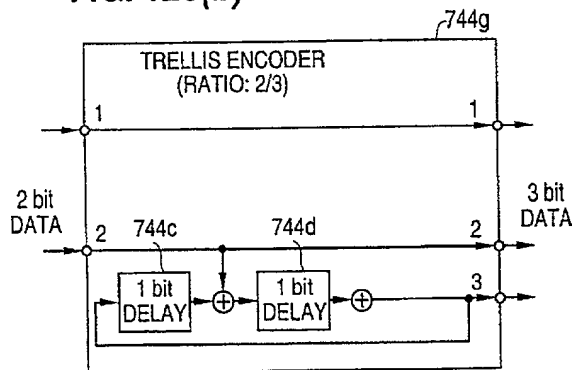 744g
TRELLIS ENCODER
(RATIO: 2/3)
1
1
2 bit
DATA
3 bit
DATA
2
744c
744d
2
1 bit
DELAY
1 bit
DELAY
3